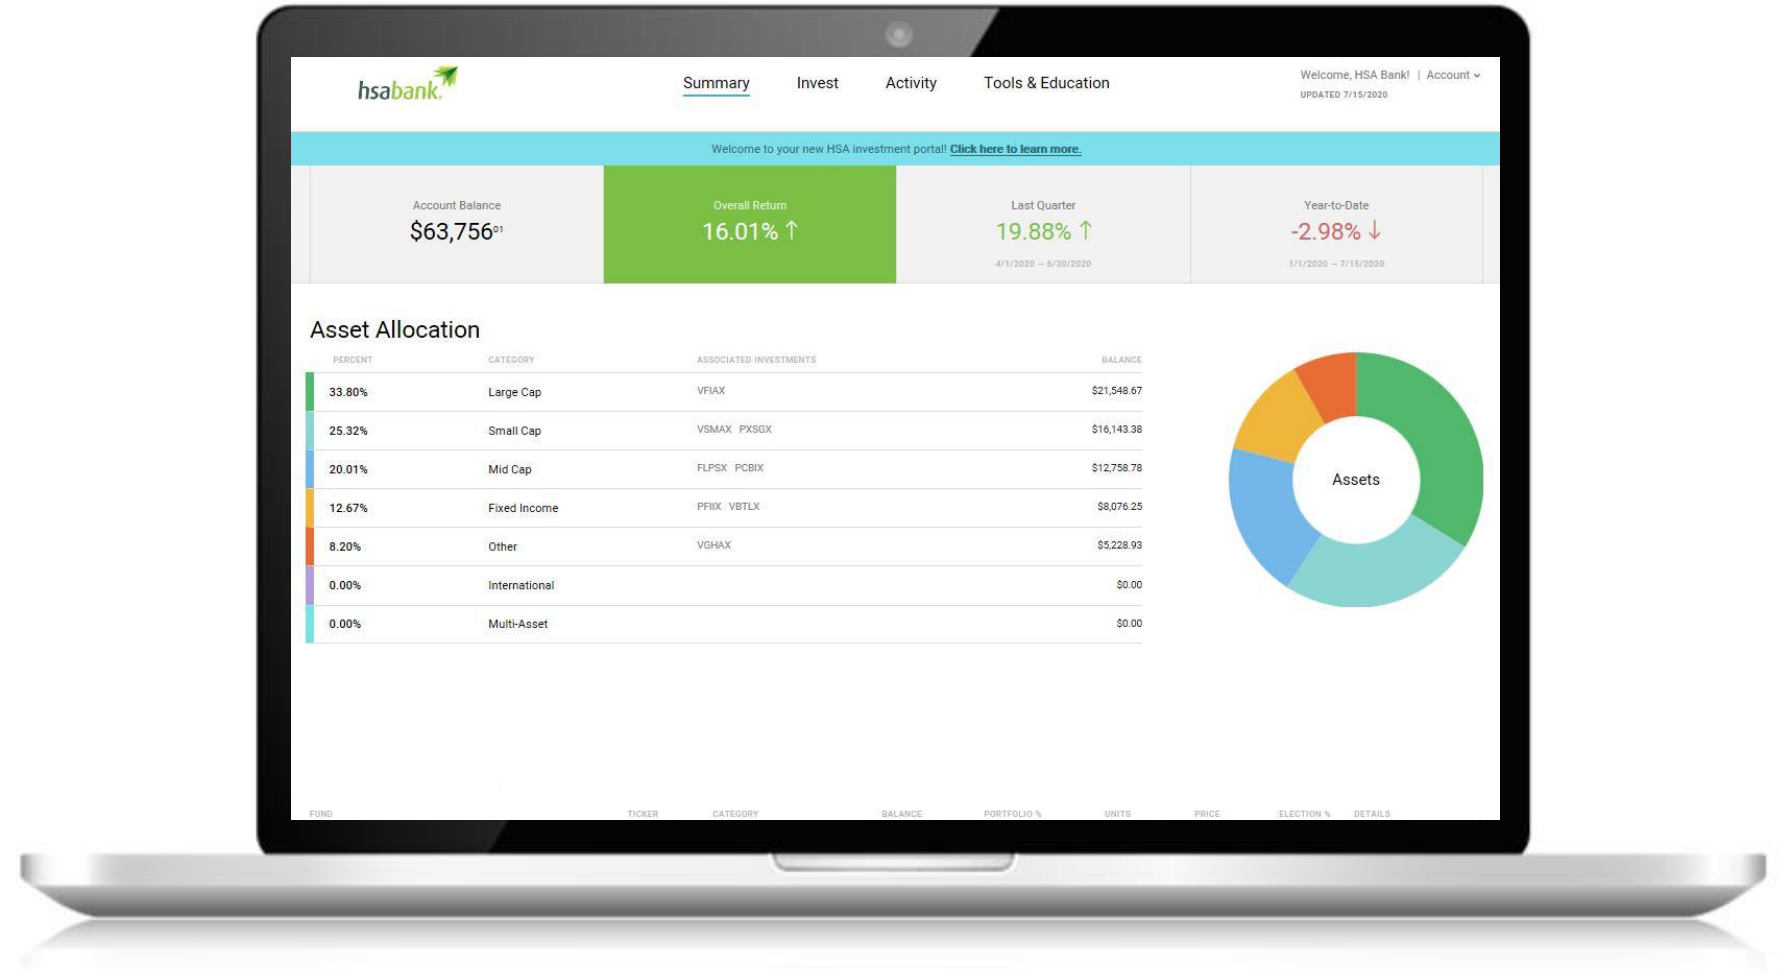 hsabank.
Summary Invest Activity Tools & Education
Welcome, HSA Bank! | Account
UPDATED 7/15/2020
Welcome to your new HSA investment portal! Click here to learn more.
Account Balance
$63,756⁰¹
Overall Return
16.01% ↑
Last Quarter
19.88% ↑
4/1/2020 — 6/30/2020
Year-to-Date
-2.98% ↓
1/1/2020 — 7/15/2020
Asset Allocation
PERCENT CATEGORY ASSOCIATED INVESTMENTS BALANCE
33.80% Large Cap VFIAX $21,548.67
25.32% Small Cap VSMAX PXSGX $16,143.38
20.01% Mid Cap FLPSX PCBIX $12,758.78
12.67% Fixed Income PFIIX VBTLX $8,076.25
8.20% Other VGHAX $5,228.93
0.00% International $0.00
0.00% Multi-Asset $0.00
Assets
FUND TICKER CATEGORY BALANCE PORTFOLIO % UNITS PRICE ELECTION % DETAILS